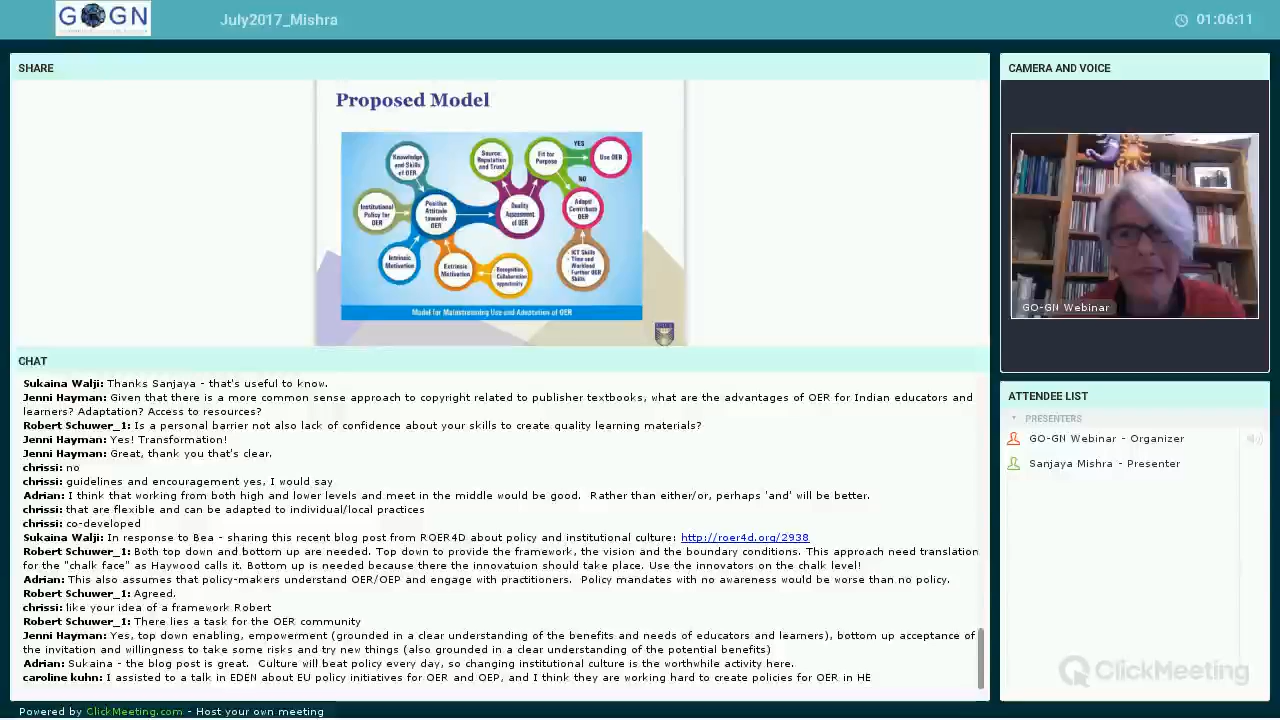 GOGN
July2017_Mishra
01:06:11
SHARE
Proposed Model
Knowledge
and Skills
of OER
Source:
Reputation
and Trust
Fit for
Purpose
YES
Use OER
NO
Institutional
Policy for
OER
Positive
Attitude
towards
OER
Quality
Assessment
of OER
Adapt/
Contribute
OER
Intrinsic
Motivation
Extrinsic
Motivation
Recognition
Collaboration
opportunity
ICT Skills
Time and
Workload
Further OER
Skills
Model for Mainstreaming Use and Adaptation of OER
CAMERA AND VOICE
GO-GN Webinar
CHAT
Sukaina Walji: Thanks Sanjaya - that's useful to know.
Jenni Hayman: Given that there is a more common sense approach to copyright related to publisher textbooks, what are the advantages of OER for Indian educators and
learners? Adaptation? Access to resources?
Robert Schuwer_1: Is a personal barrier not also lack of confidence about your skills to create quality learning materials?
Jenni Hayman: Yes! Transformation!
Jenni Hayman: Great, thank you that's clear.
chrissi: no
chrissi: guidelines and encouragement yes, I would say
Adrian: I think that working from both high and lower levels and meet in the middle would be good. Rather than either/or, perhaps 'and' will be better.
chrissi: that are flexible and can be adapted to individual/local practices
chrissi: co-developed
Sukaina Walji: In response to Bea - sharing this recent blog post from ROER4D about policy and institutional culture: http://roer4d.org/2938
Robert Schuwer_1: Both top down and bottom up are needed. Top down to provide the framework, the vision and the boundary conditions. This approach need translation
for the "chalk face" as Haywood calls it. Bottom up is needed because there the innovatuion should take place. Use the innovators on the chalk level!
Adrian: This also assumes that policy-makers understand OER/OEP and engage with practitioners. Policy mandates with no awareness would be worse than no policy.
Robert Schuwer_1: Agreed.
chrissi: like your idea of a framework Robert
Robert Schuwer_1: There lies a task for the OER community
Jenni Hayman: Yes, top down enabling, empowerment (grounded in a clear understanding of the benefits and needs of educators and learners), bottom up acceptance of
the invitation and willingness to take some risks and try new things (also grounded in a clear understanding of the potential benefits)
Adrian: Sukaina - the blog post is great. Culture will beat policy every day, so changing institutional culture is the worthwhile activity here.
caroline kuhn: I assisted to a talk in EDEN about EU policy initiatives for OER and OEP, and I think they are working hard to create policies for OER in HE
ATTENDEE LIST
PRESENTERS
GO-GN Webinar - Organizer
Sanjaya Mishra - Presenter
ClickMeeting
Powered by ClickMeeting.com - Host your own meeting